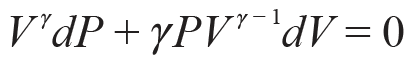 V^γ dP + γPV^{γ − 1} dV = 0